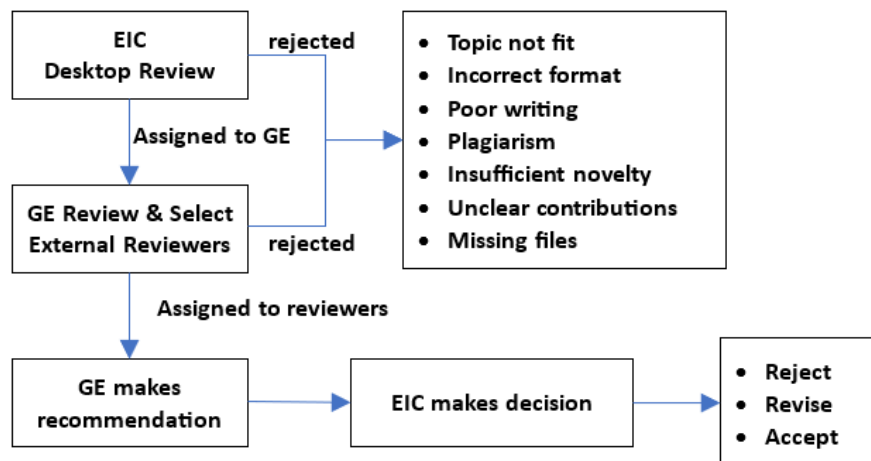 EIC
Desktop Review
rejected
• Topic not fit
• Incorrect format
• Poor writing
• Plagiarism
• Insufficient novelty
• Unclear contributions
• Missing files
Assigned to GE
GE Review & Select
External Reviewers
rejected
Assigned to reviewers
GE makes
recommendation
EIC makes decision
• Reject
• Revise
• Accept